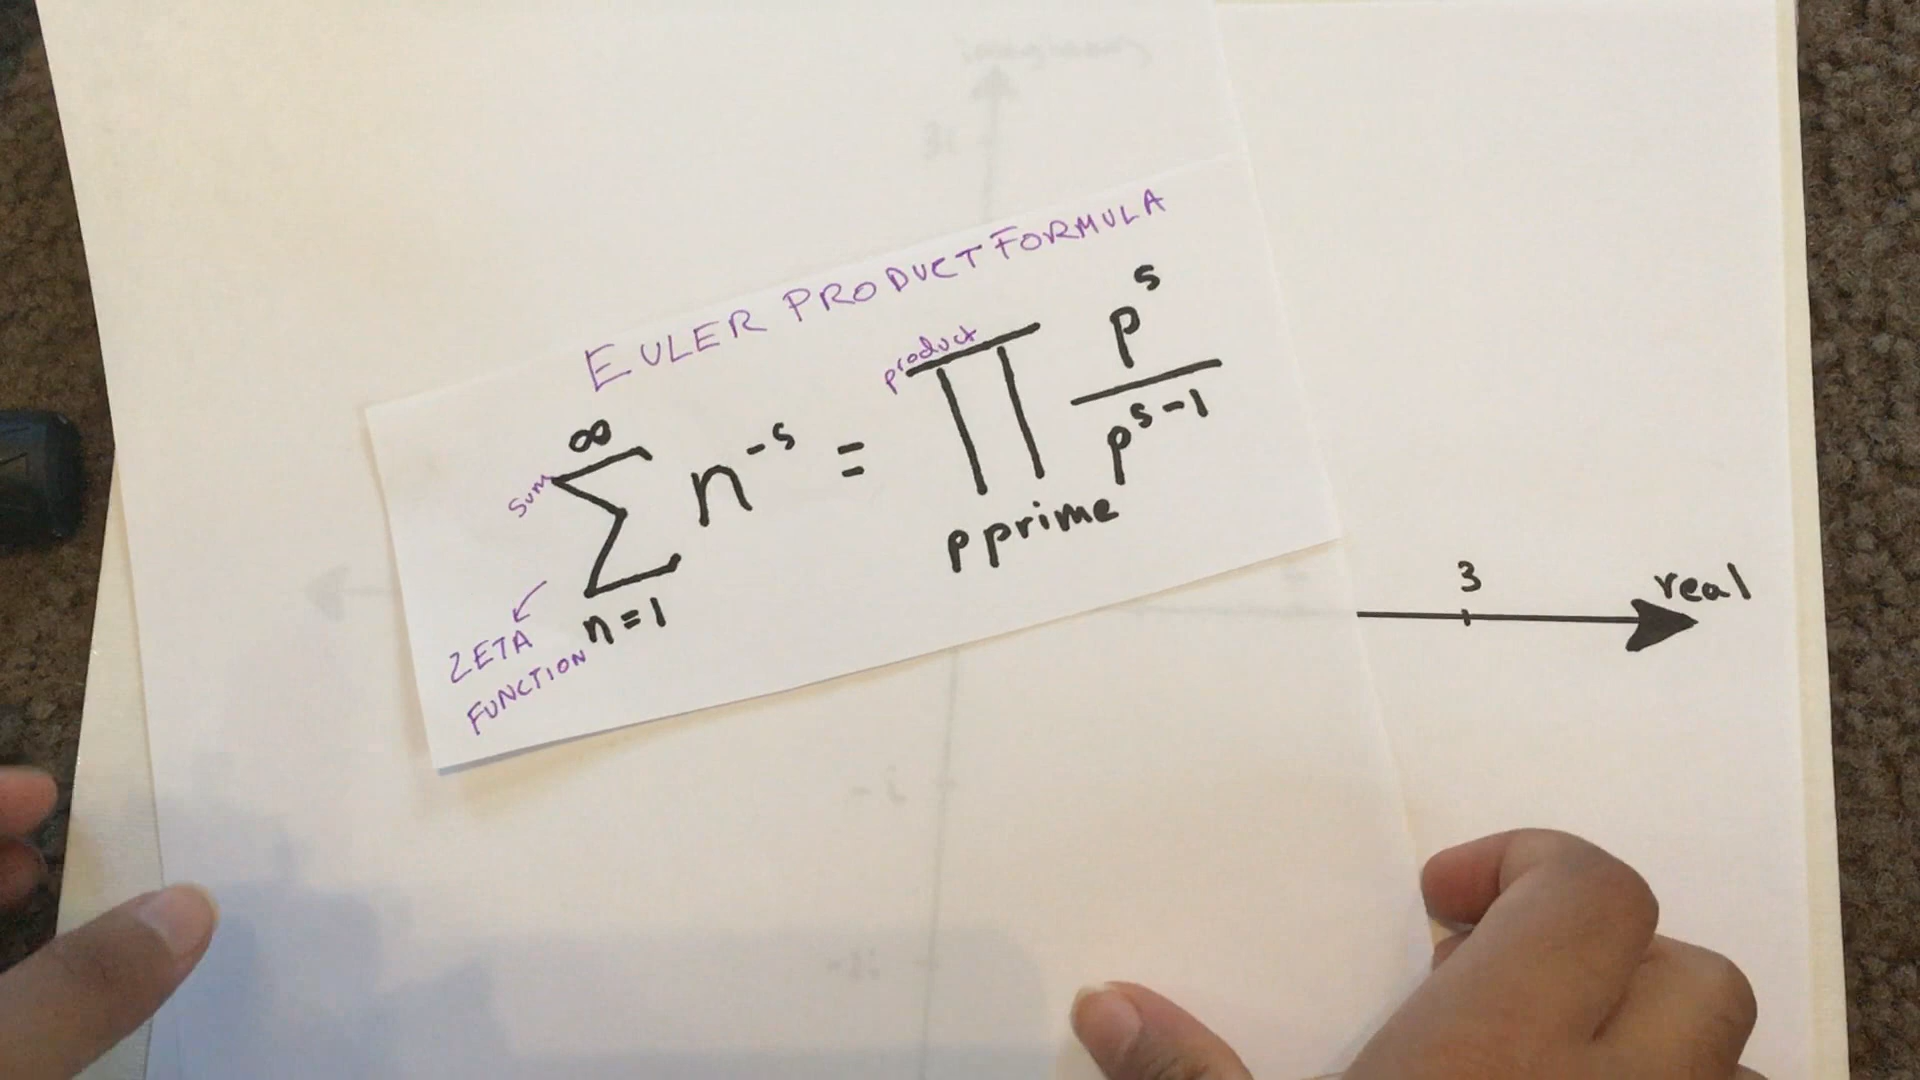 EULER PRODUCT FORMULA
product
sum
∞
∑ n^-s = ∏ p^s / p^s-1
n=1
p prime
ZETA
FUNCTION
3
real